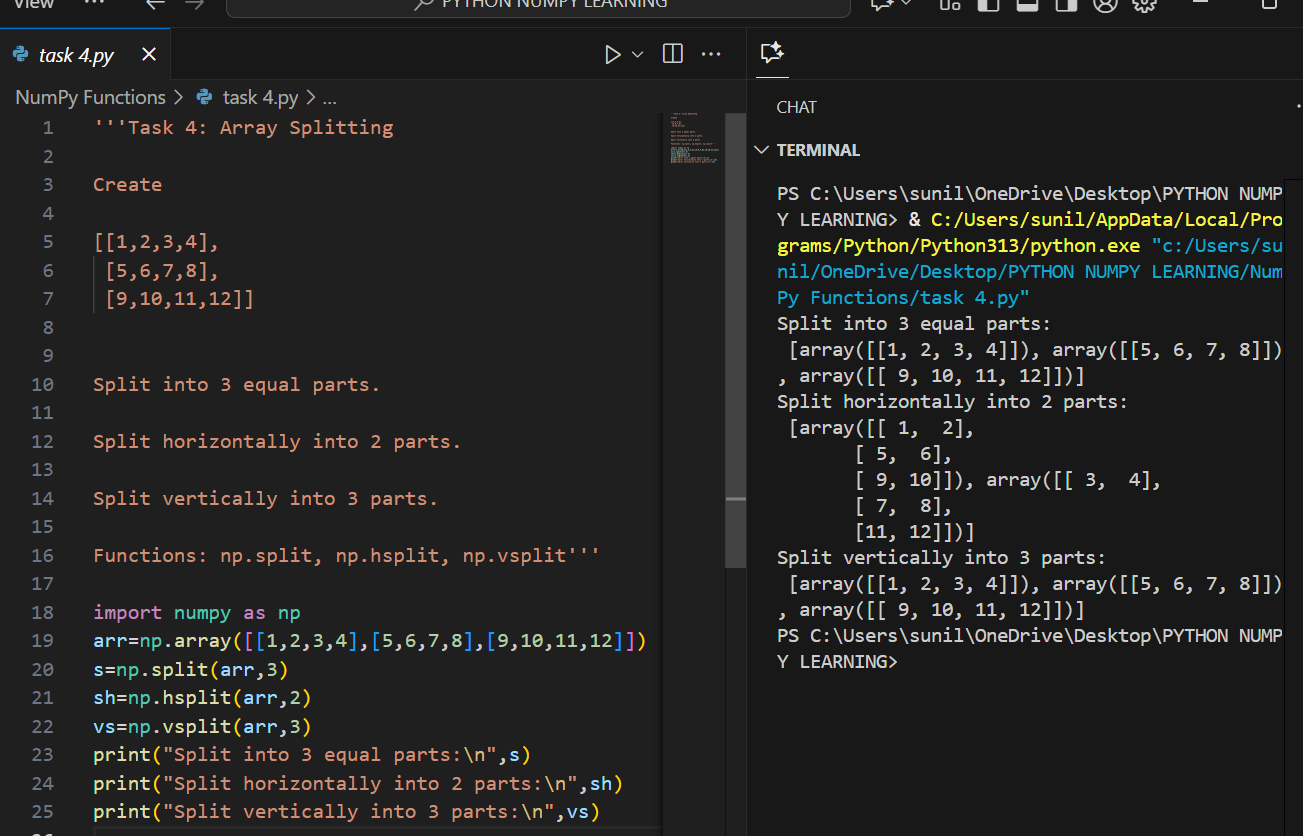 View ···
PYTHON NUMPY LEARNING
task 4.py
NumPy Functions > task 4.py > ...
1 '''Task 4: Array Splitting
2
3 Create
4
5 [[1,2,3,4],
6 [5,6,7,8],
7 [9,10,11,12]]
8
9
10 Split into 3 equal parts.
11
12 Split horizontally into 2 parts.
13
14 Split vertically into 3 parts.
15
16 Functions: np.split, np.hsplit, np.vsplit'''
17
18 import numpy as np
19 arr=np.array([[1,2,3,4],[5,6,7,8],[9,10,11,12]])
20 s=np.split(arr,3)
21 sh=np.hsplit(arr,2)
22 vs=np.vsplit(arr,3)
23 print("Split into 3 equal parts:\n",s)
24 print("Split horizontally into 2 parts:\n",sh)
25 print("Split vertically into 3 parts:\n",vs)
26
CHAT
TERMINAL
PS C:\Users\sunil\OneDrive\Desktop\PYTHON NUMP
Y LEARNING> & C:/Users/sunil/AppData/Local/Pro
grams/Python/Python313/python.exe "c:/Users/su
nil/OneDrive/Desktop/PYTHON NUMPY LEARNING/Num
Py Functions/task 4.py"
Split into 3 equal parts:
[array([[1, 2, 3, 4]]), array([[5, 6, 7, 8]])
, array([[ 9, 10, 11, 12]])]
Split horizontally into 2 parts:
[array([[ 1,  2],
[ 5,  6],
[ 9, 10]]), array([[ 3,  4],
[ 7,  8],
[11, 12]])]
Split vertically into 3 parts:
[array([[1, 2, 3, 4]]), array([[5, 6, 7, 8]])
, array([[ 9, 10, 11, 12]])]
PS C:\Users\sunil\OneDrive\Desktop\PYTHON NUMP
Y LEARNING>